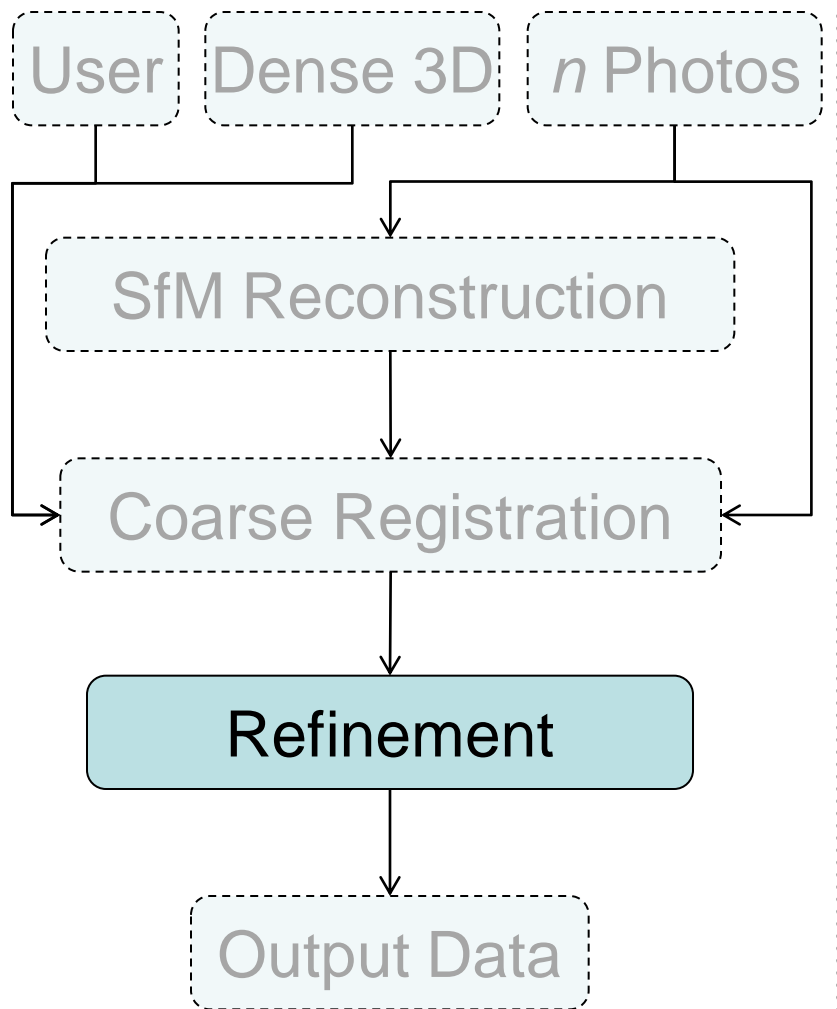 User
Dense 3D
n Photos
SfM Reconstruction
Coarse Registration
Refinement
Output Data